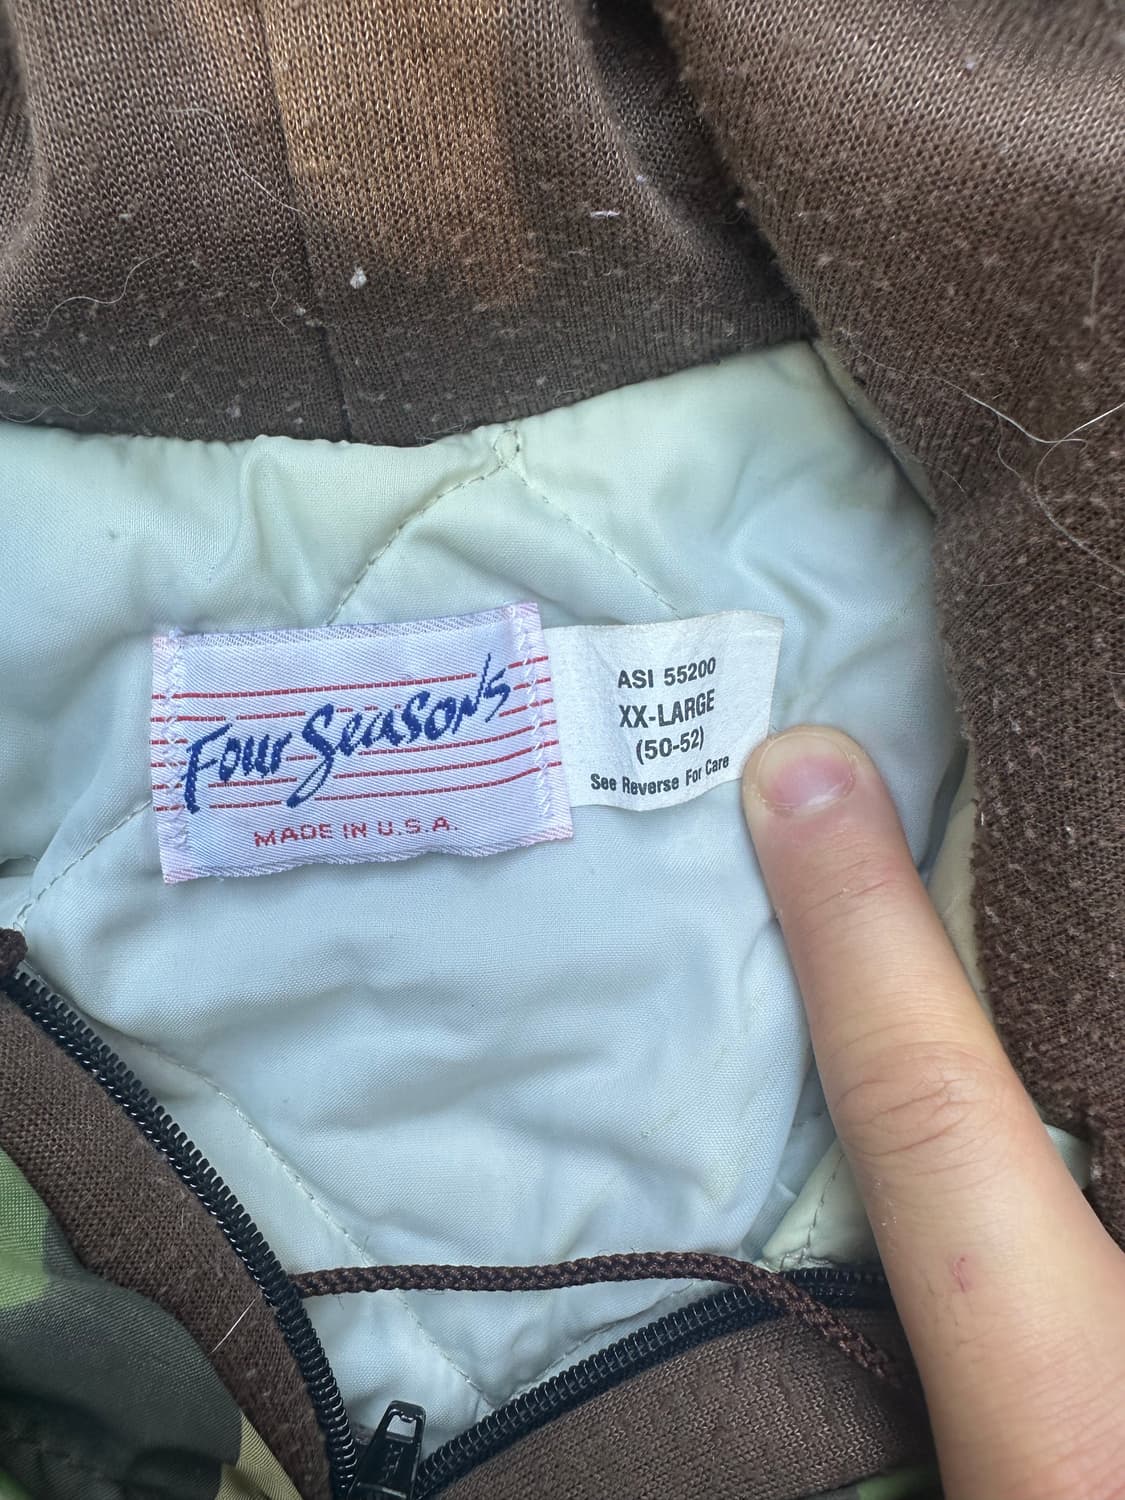 Four Seasons
MADE IN U.S.A.
ASI 55200
XX-LARGE
(50-52)
See Reverse For Care